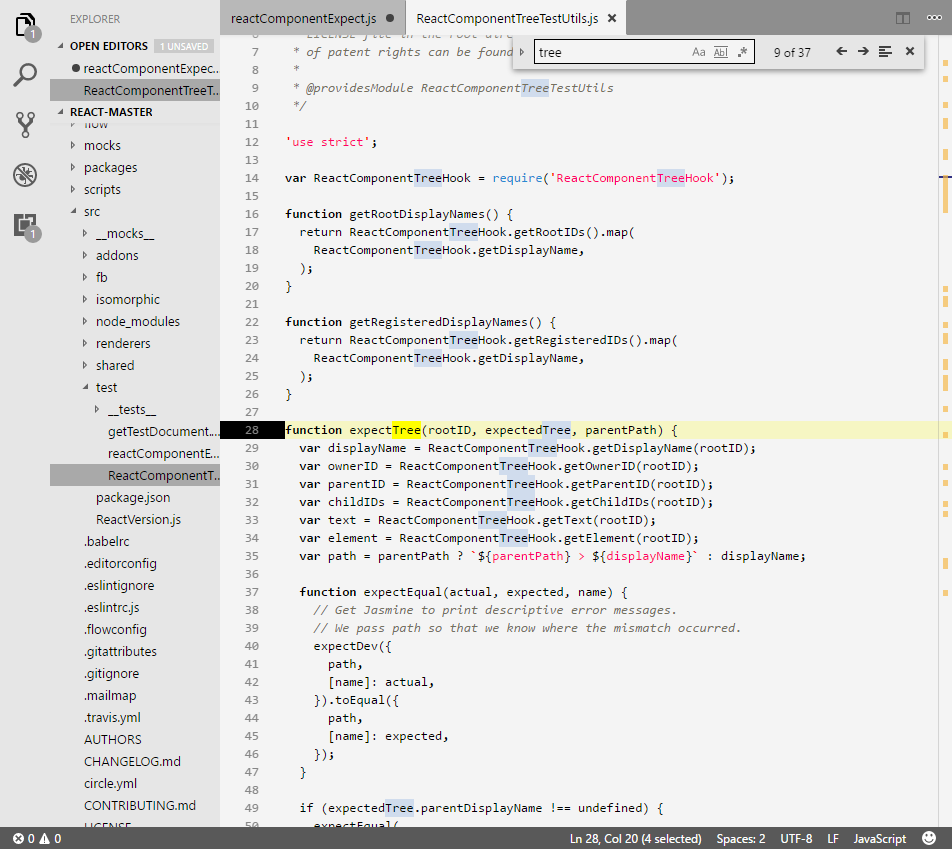 EXPLORER
OPEN EDITORS 1 UNSAVED
reactComponentExpec...
ReactComponentTreeT...
REACT-MASTER
flow
mocks
packages
scripts
src
__mocks__
addons
fb
isomorphic
node_modules
renderers
shared
test
__tests__
getTestDocument....
reactComponentE...
ReactComponentT...
package.json
ReactVersion.js
.babelrc
.editorconfig
.eslintignore
.eslintrc.js
.flowconfig
.gitattributes
.gitignore
.mailmap
.travis.yml
AUTHORS
CHANGELOG.md
circle.yml
CONTRIBUTING.md
LICENSE
1
1
reactComponentExpect.js
ReactComponentTreeTestUtils.js
tree Aa Abl .* 9 of 37
6 * LICENSE file in the root dire
7 * of patent rights can be found
8 *
9 * @providesModule ReactComponentTreeTestUtils
10 */
11
12 'use strict';
13
14 var ReactComponentTreeHook = require('ReactComponentTreeHook');
15
16 function getRootDisplayNames() {
17 return ReactComponentTreeHook.getRootIDs().map(
18 ReactComponentTreeHook.getDisplayName,
19 );
20 }
21
22 function getRegisteredDisplayNames() {
23 return ReactComponentTreeHook.getRegisteredIDs().map(
24 ReactComponentTreeHook.getDisplayName,
25 );
26 }
27
28 function expectTree(rootID, expectedTree, parentPath) {
29 var displayName = ReactComponentTreeHook.getDisplayName(rootID);
30 var ownerID = ReactComponentTreeHook.getOwnerID(rootID);
31 var parentID = ReactComponentTreeHook.getParentID(rootID);
32 var childIDs = ReactComponentTreeHook.getChildIDs(rootID);
33 var text = ReactComponentTreeHook.getText(rootID);
34 var element = ReactComponentTreeHook.getElement(rootID);
35 var path = parentPath ? `${parentPath} > ${displayName}` : displayName;
36
37 function expectEqual(actual, expected, name) {
38 // Get Jasmine to print descriptive error messages.
39 // We pass path so that we know where the mismatch occurred.
40 expectDev({
41 path,
42 [name]: actual,
43 }).toEqual({
44 path,
45 [name]: expected,
46 });
47 }
48
49 if (expectedTree.parentDisplayName !== undefined) {
50 expectEqual(
0 0
Ln 28, Col 20 (4 selected) Spaces: 2 UTF-8 LF JavaScript